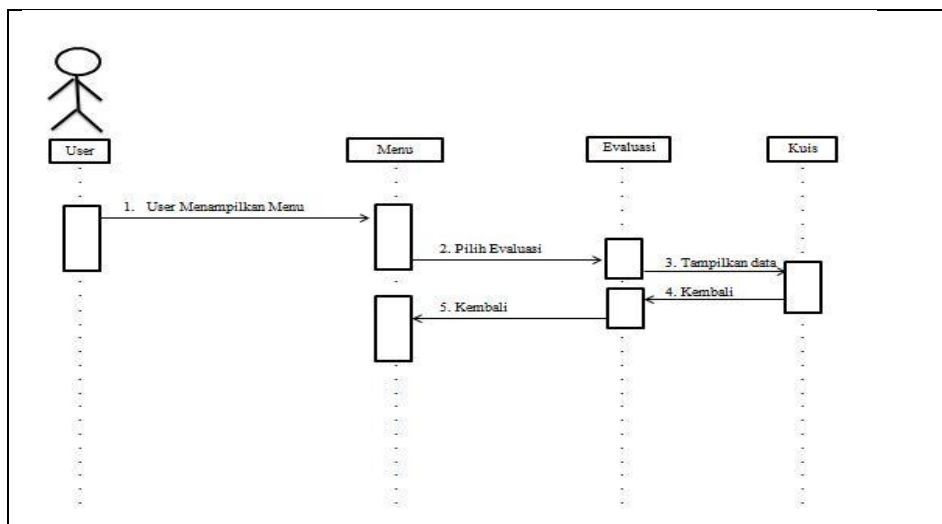 User
Menu
Evaluasi
Kuis
1. User Menampilkan Menu
2. Pilih Evaluasi
3. Tampilkan data
4. Kembali
5. Kembali